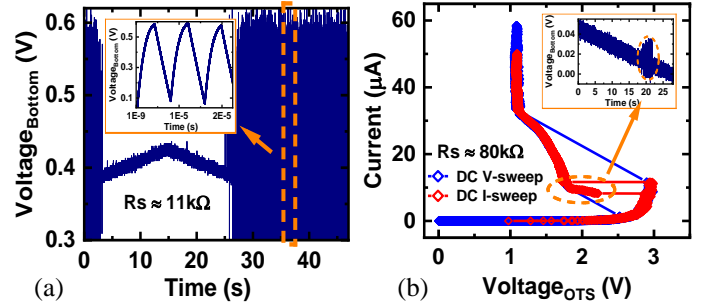 0.6
0.5
0.4
0.3
Voltage_Bottom (V)
0 10 20 30 40
Time (s)
Rs ≈ 11kΩ
0.5
0.3
0.1
Voltage_Bottom (V)
1E-9 1E-5 2E-5
Time (s)
(a)
60
40
20
0
Current (μA)
0 1 2 3
Voltage_OTS (V)
Rs ≈ 80kΩ
DC V-sweep
DC I-sweep
0.04
0.02
0.00
Voltage_Bottom (V)
0 5 10 15 20 25
Time (s)
(b)